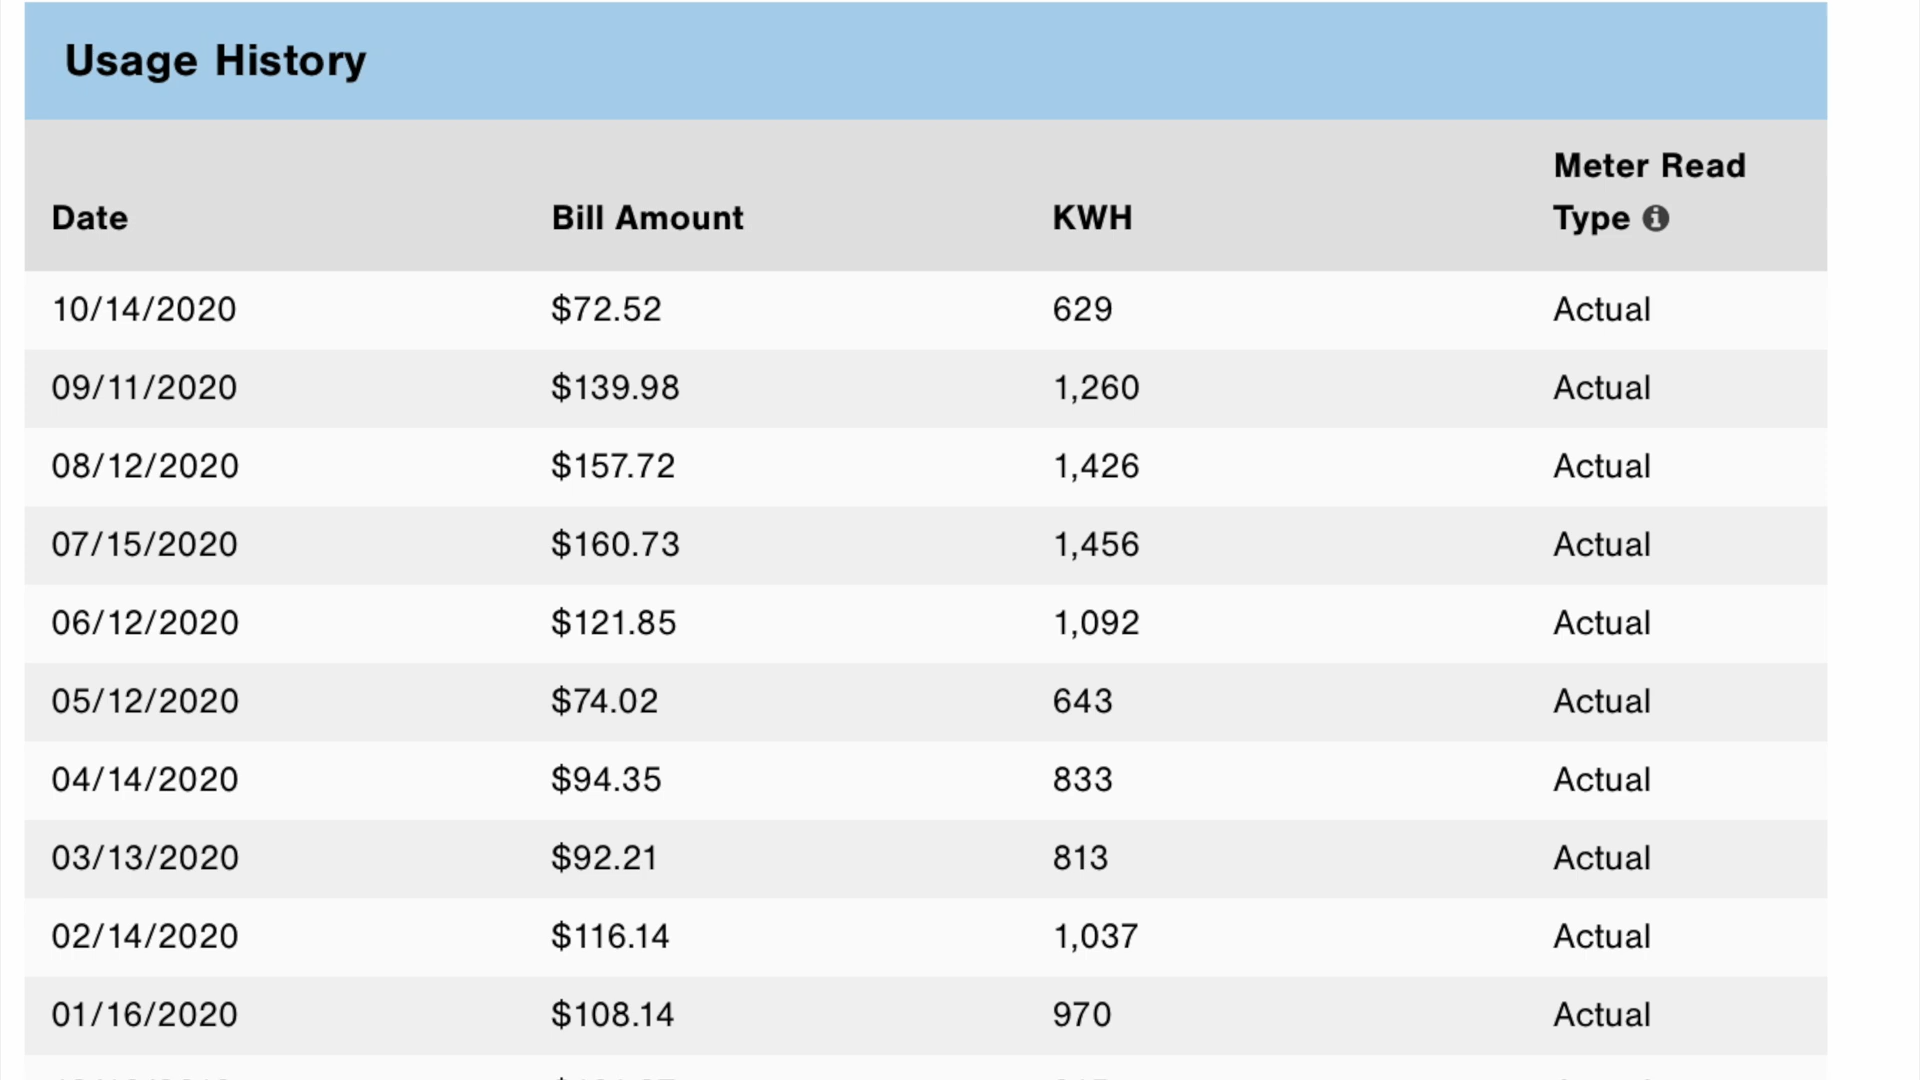 Usage History
Date Bill Amount KWH Meter Read Type
10/14/2020 $72.52 629 Actual
09/11/2020 $139.98 1,260 Actual
08/12/2020 $157.72 1,426 Actual
07/15/2020 $160.73 1,456 Actual
06/12/2020 $121.85 1,092 Actual
05/12/2020 $74.02 643 Actual
04/14/2020 $94.35 833 Actual
03/13/2020 $92.21 813 Actual
02/14/2020 $116.14 1,037 Actual
01/16/2020 $108.14 970 Actual